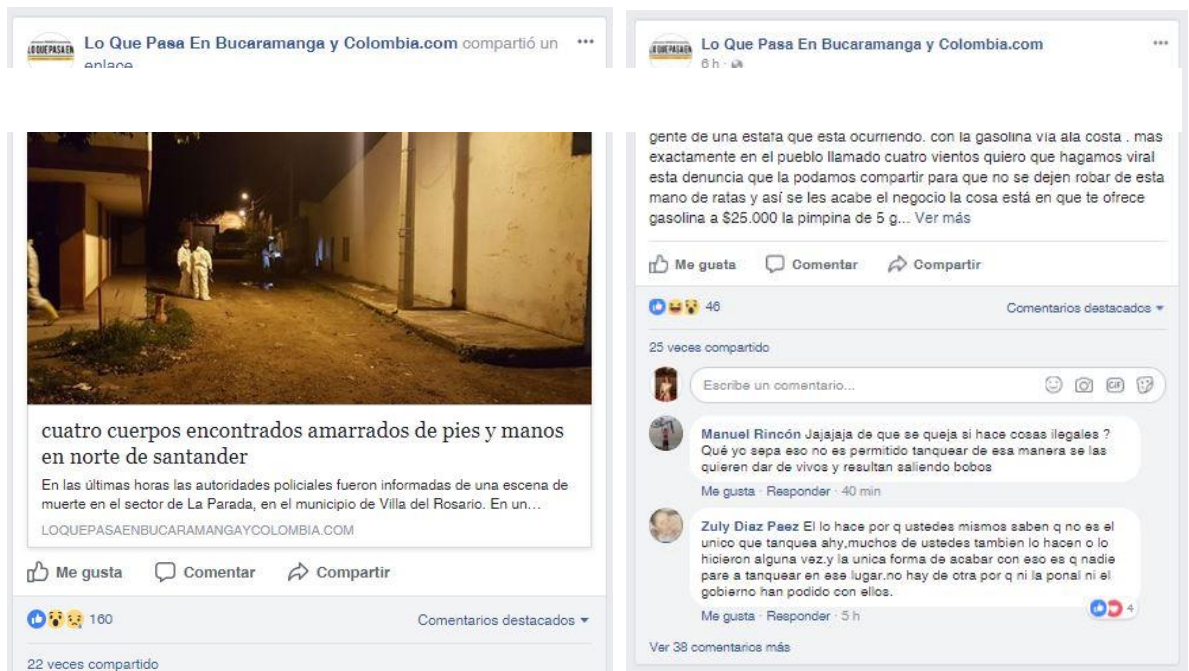 LO QUE PASA EN
Lo Que Pasa En Bucaramanga y Colombia.com compartió un
enlace
cuatro cuerpos encontrados amarrados de pies y manos
en norte de santander
En las últimas horas las autoridades policiales fueron informadas de una escena de
muerte en el sector de La Parada, en el municipio de Villa del Rosario. En un...
LOQUEPASAENBUCARAMANGAYCOLOMBIA.COM
Me gusta Comentar Compartir
160 Comentarios destacados
22 veces compartido
LO QUE PASA EN
Lo Que Pasa En Bucaramanga y Colombia.com
6 h ·
gente de una estafa que esta ocurriendo. con la gasolina vía ala costa . mas
exactamente en el pueblo llamado cuatro vientos quiero que hagamos viral
esta denuncia que la podamos compartir para que no se dejen robar de esta
mano de ratas y así se les acabe el negocio la cosa está en que te ofrece
gasolina a $25.000 la pimpina de 5 g... Ver más
Me gusta Comentar Compartir
46 Comentarios destacados
25 veces compartido
Escribe un comentario... GIF
Manuel Rincón Jajajaja de que se queja si hace cosas ilegales ?
Qué yo sepa eso no es permitido tanquear de esa manera se las
quieren dar de vivos y resultan saliendo bobos
Me gusta · Responder · 40 min
Zuly Diaz Paez El lo hace por q ustedes mismos saben q no es el
unico que tanquea ahy,muchos de ustedes tambien lo hacen o lo
hicieron alguna vez.y la unica forma de acabar con eso es q nadie
pare a tanquear en ese lugar.no hay de otra por q ni la ponal ni el
gobierno han podido con ellos.
4
Me gusta · Responder · 5 h
Ver 38 comentarios más